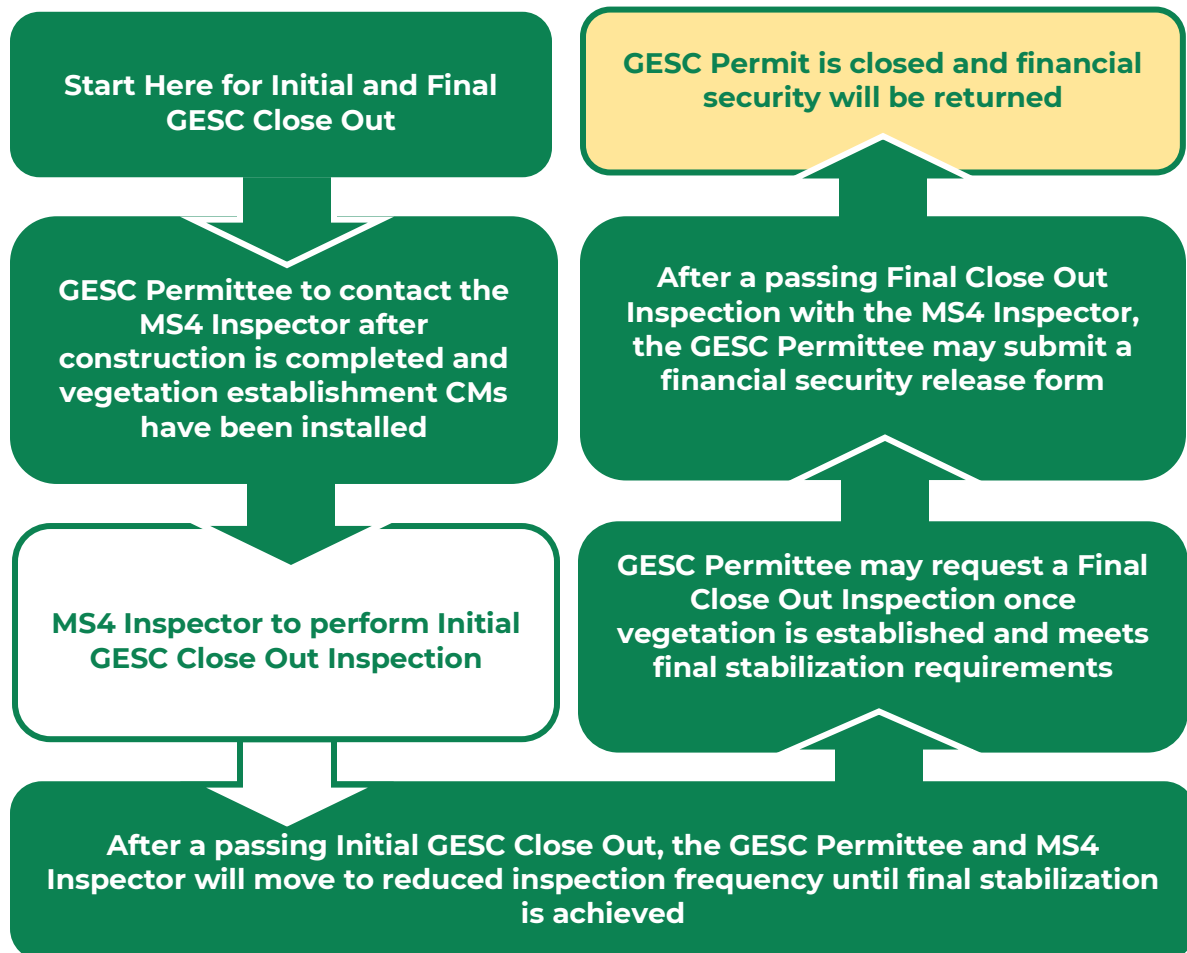 Start Here for Initial and Final
GESC Close Out
GESC Permittee to contact the
MS4 Inspector after
construction is completed and
vegetation establishment CMs
have been installed
MS4 Inspector to perform Initial
GESC Close Out Inspection
After a passing Initial GESC Close Out, the GESC Permittee and MS4
Inspector will move to reduced inspection frequency until final stabilization
is achieved
GESC Permittee may request a Final
Close Out Inspection once
vegetation is established and meets
final stabilization requirements
After a passing Final Close Out
Inspection with the MS4 Inspector,
the GESC Permittee may submit a
financial security release form
GESC Permit is closed and financial
security will be returned